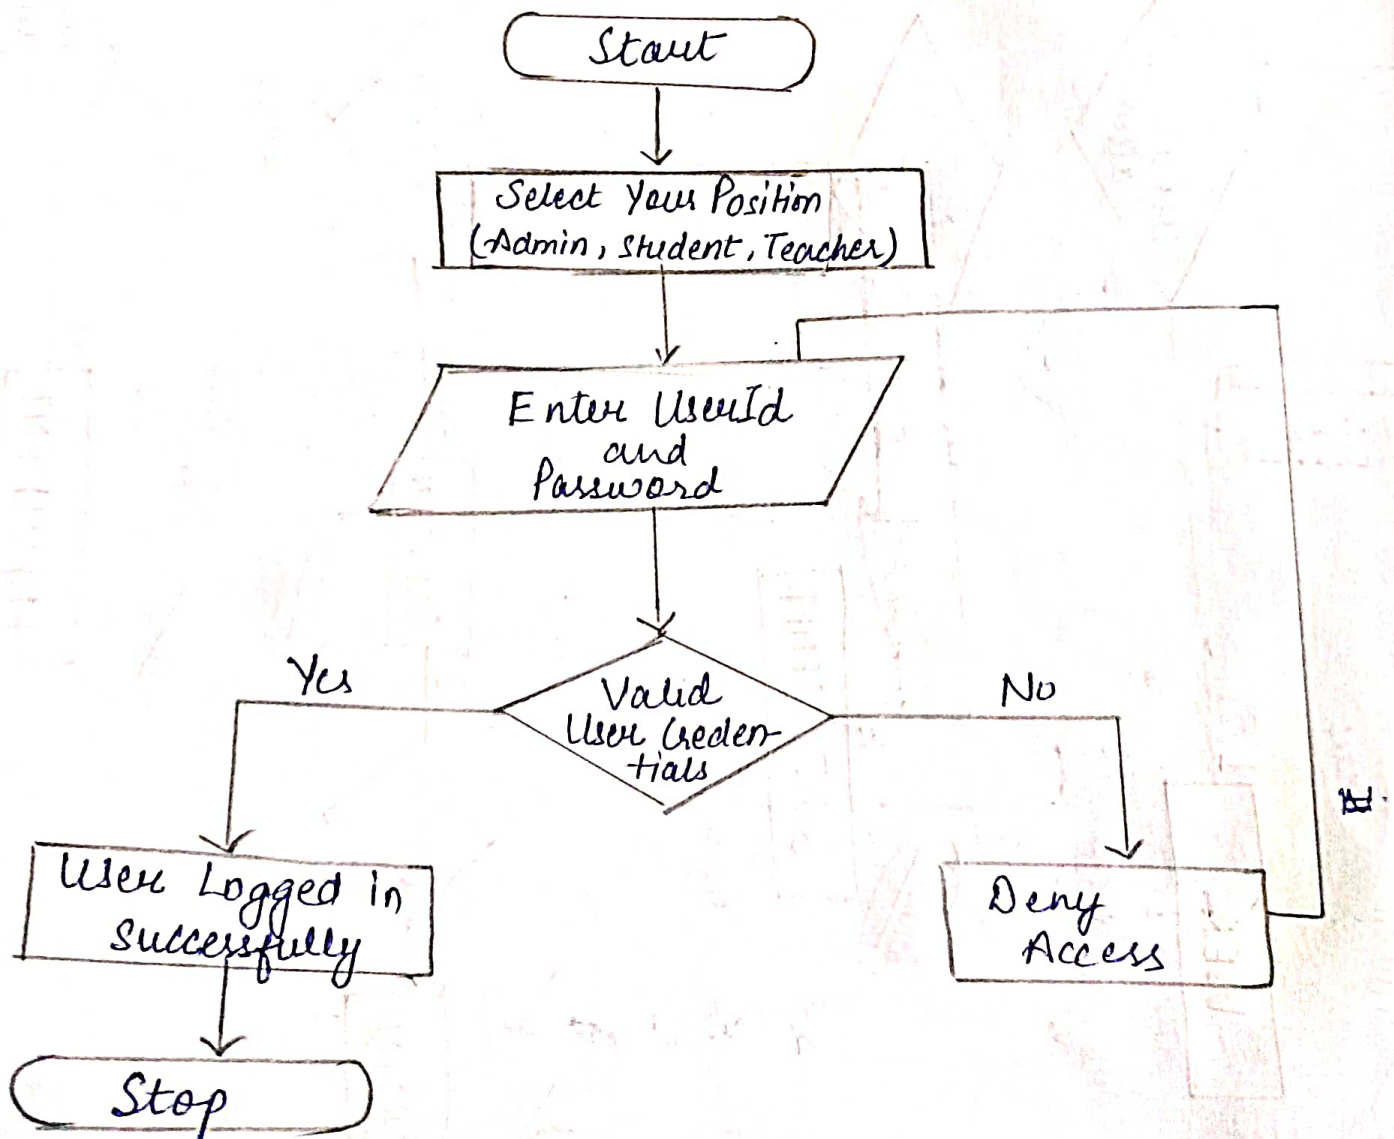 Start
Select Your Position
(Admin, Student, Teacher)
Enter UserId
and
Password
Yes
Valid
User Creden-
tials
No
User Logged in
Successfully
Deny
Access
Stop